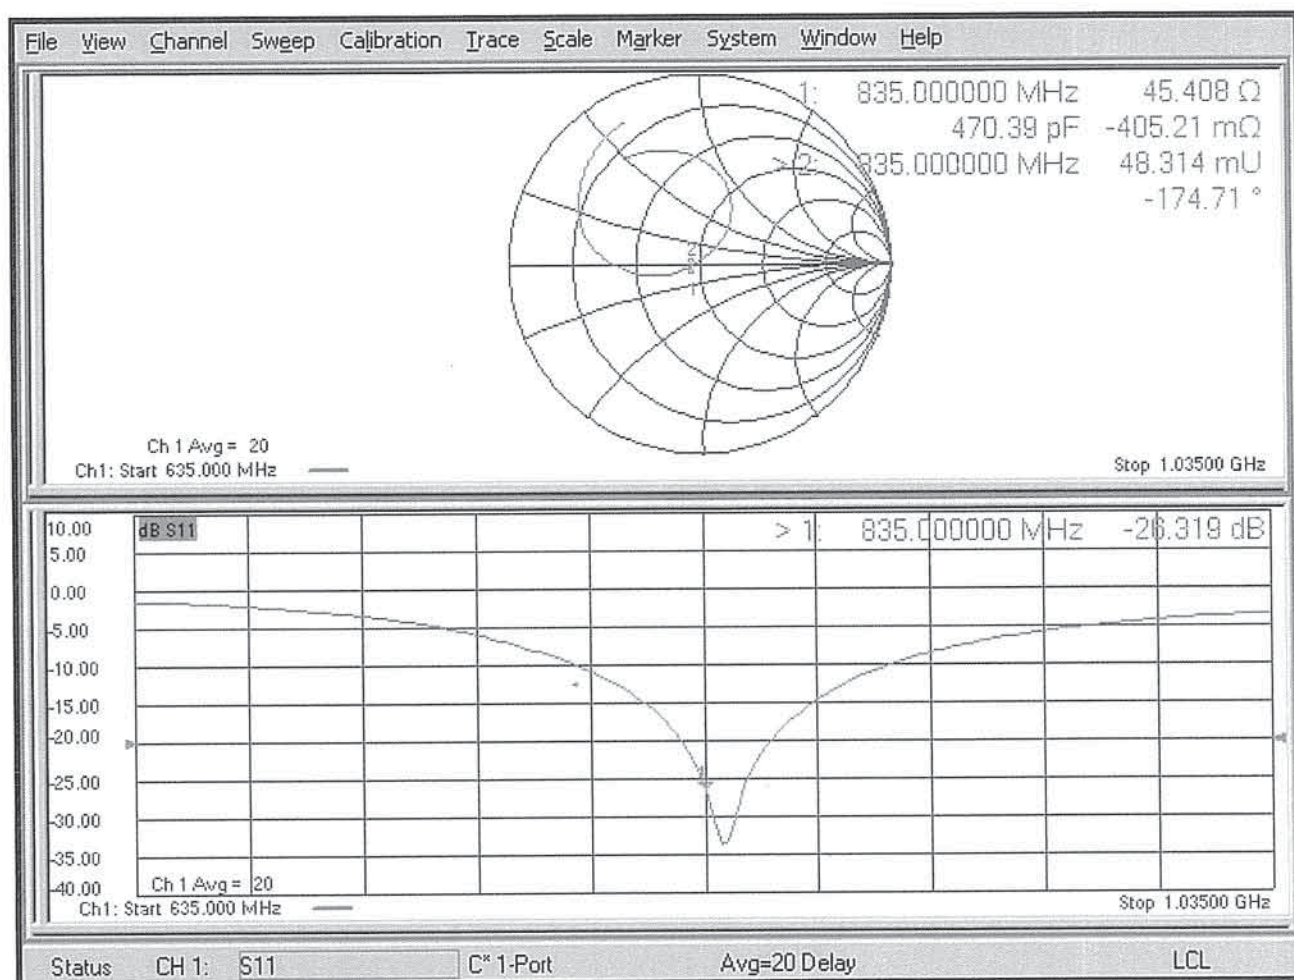 File View Channel Sweep Calibration Trace Scale Marker System Window Help
1: 835.000000 MHz 45.408 Ω
470.39 pF -405.21 mΩ
> 2: 835.000000 MHz 48.314 mU
-174.71 °
Ch 1 Avg = 20
Ch1: Start 635.000 MHz Stop 1.03500 GHz
10.00 dB S11 > 1: 835.000000 MHz -26.319 dB
5.00
0.00
-5.00
-10.00
-15.00
-20.00
-25.00
-30.00
-35.00
-40.00 Ch 1 Avg = 20
Ch1: Start 635.000 MHz Stop 1.03500 GHz
Status CH 1: S11 C* 1-Port Avg=20 Delay LCL